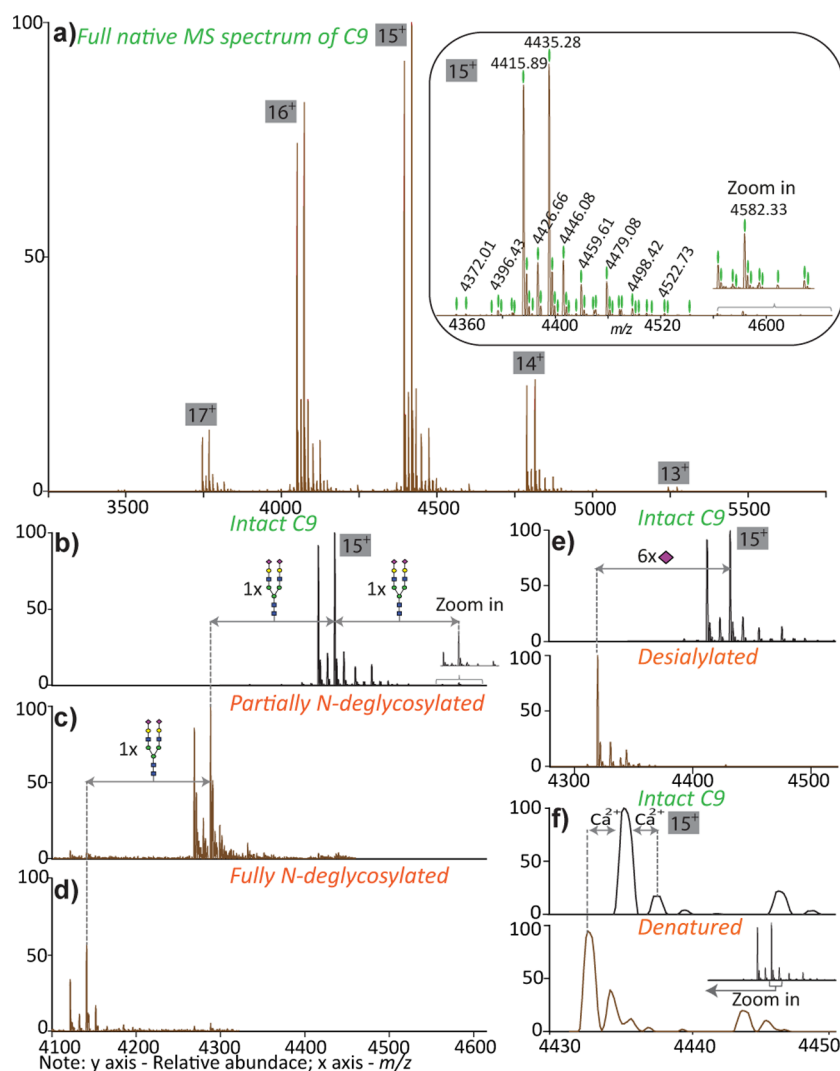 a) Full native MS spectrum of C9
100
50
0
17+
16+
15+
14+
13+
3500 4000 4500 5000 5500
15+
4415.89
4435.28
4372.01
4396.43
4426.66
4446.08
4459.61
4479.08
4498.42
4522.73
Zoom in
4582.33
4360 4400 4520 4600
m/z
b) Intact C9
100
50
0
15+
1x
1x
Zoom in
c) Partially N-deglycosylated
100
50
0
1x
d) Fully N-deglycosylated
100
50
0
4100 4200 4300 4400 4500 4600
e) Intact C9
100
50
0
6x
15+
Desialylated
100
50
0
4300 4400 4500
f) Intact C9
100
50
0
Ca2+ Ca2+ 15+
Denatured
100
50
0
Zoom in
4430 4440 4450
Note: y axis - Relative abundace; x axis - m/z